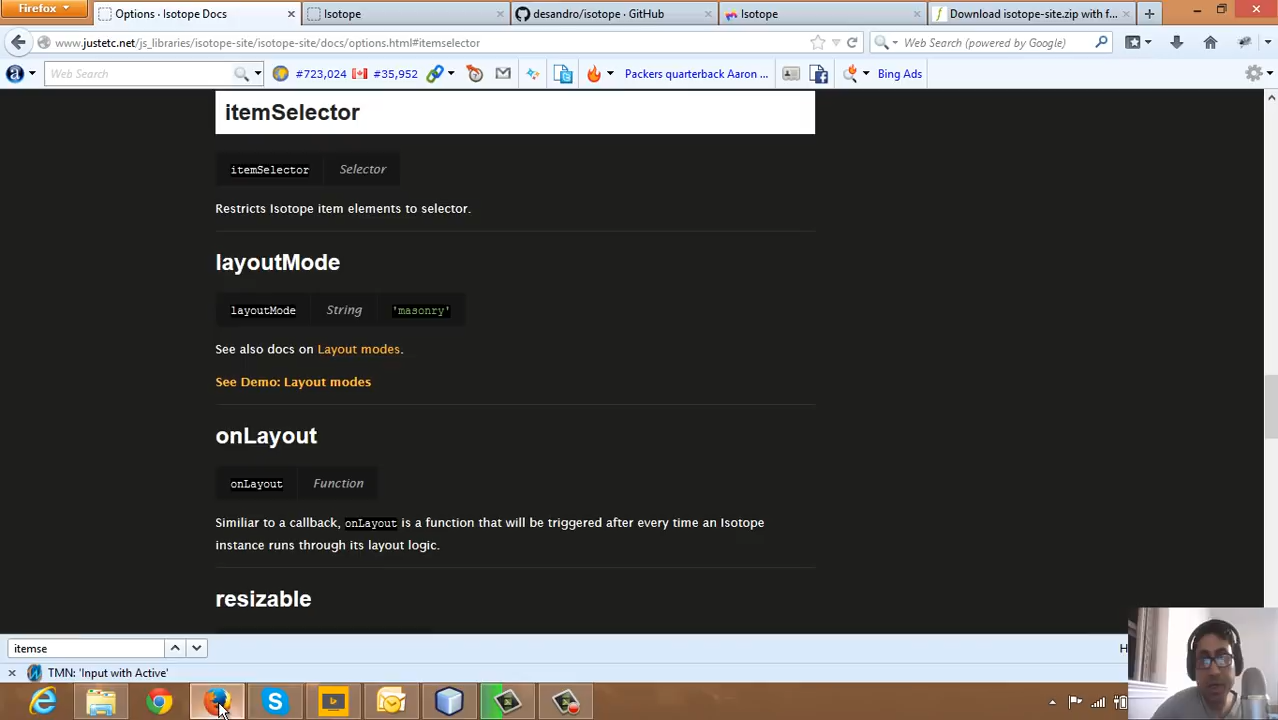 Firefox
Options · Isotope Docs
Isotope
desandro/isotope · GitHub
Isotope
Download isotope-site.zip with f...
www.justetc.net/js_libraries/isotope-site/isotope-site/docs/options.html#itemselector
Web Search (powered by Google)
Web Search
#723,024
#35,952
Packers quarterback Aaron ...
Bing Ads
itemSelector
itemSelector Selector
Restricts Isotope item elements to selector.
layoutMode
layoutMode String 'masonry'
See also docs on Layout modes.
See Demo: Layout modes
onLayout
onLayout Function
Similiar to a callback, onLayout is a function that will be triggered after every time an Isotope
instance runs through its layout logic.
resizable
itemse
H
TMN: 'Input with Active'